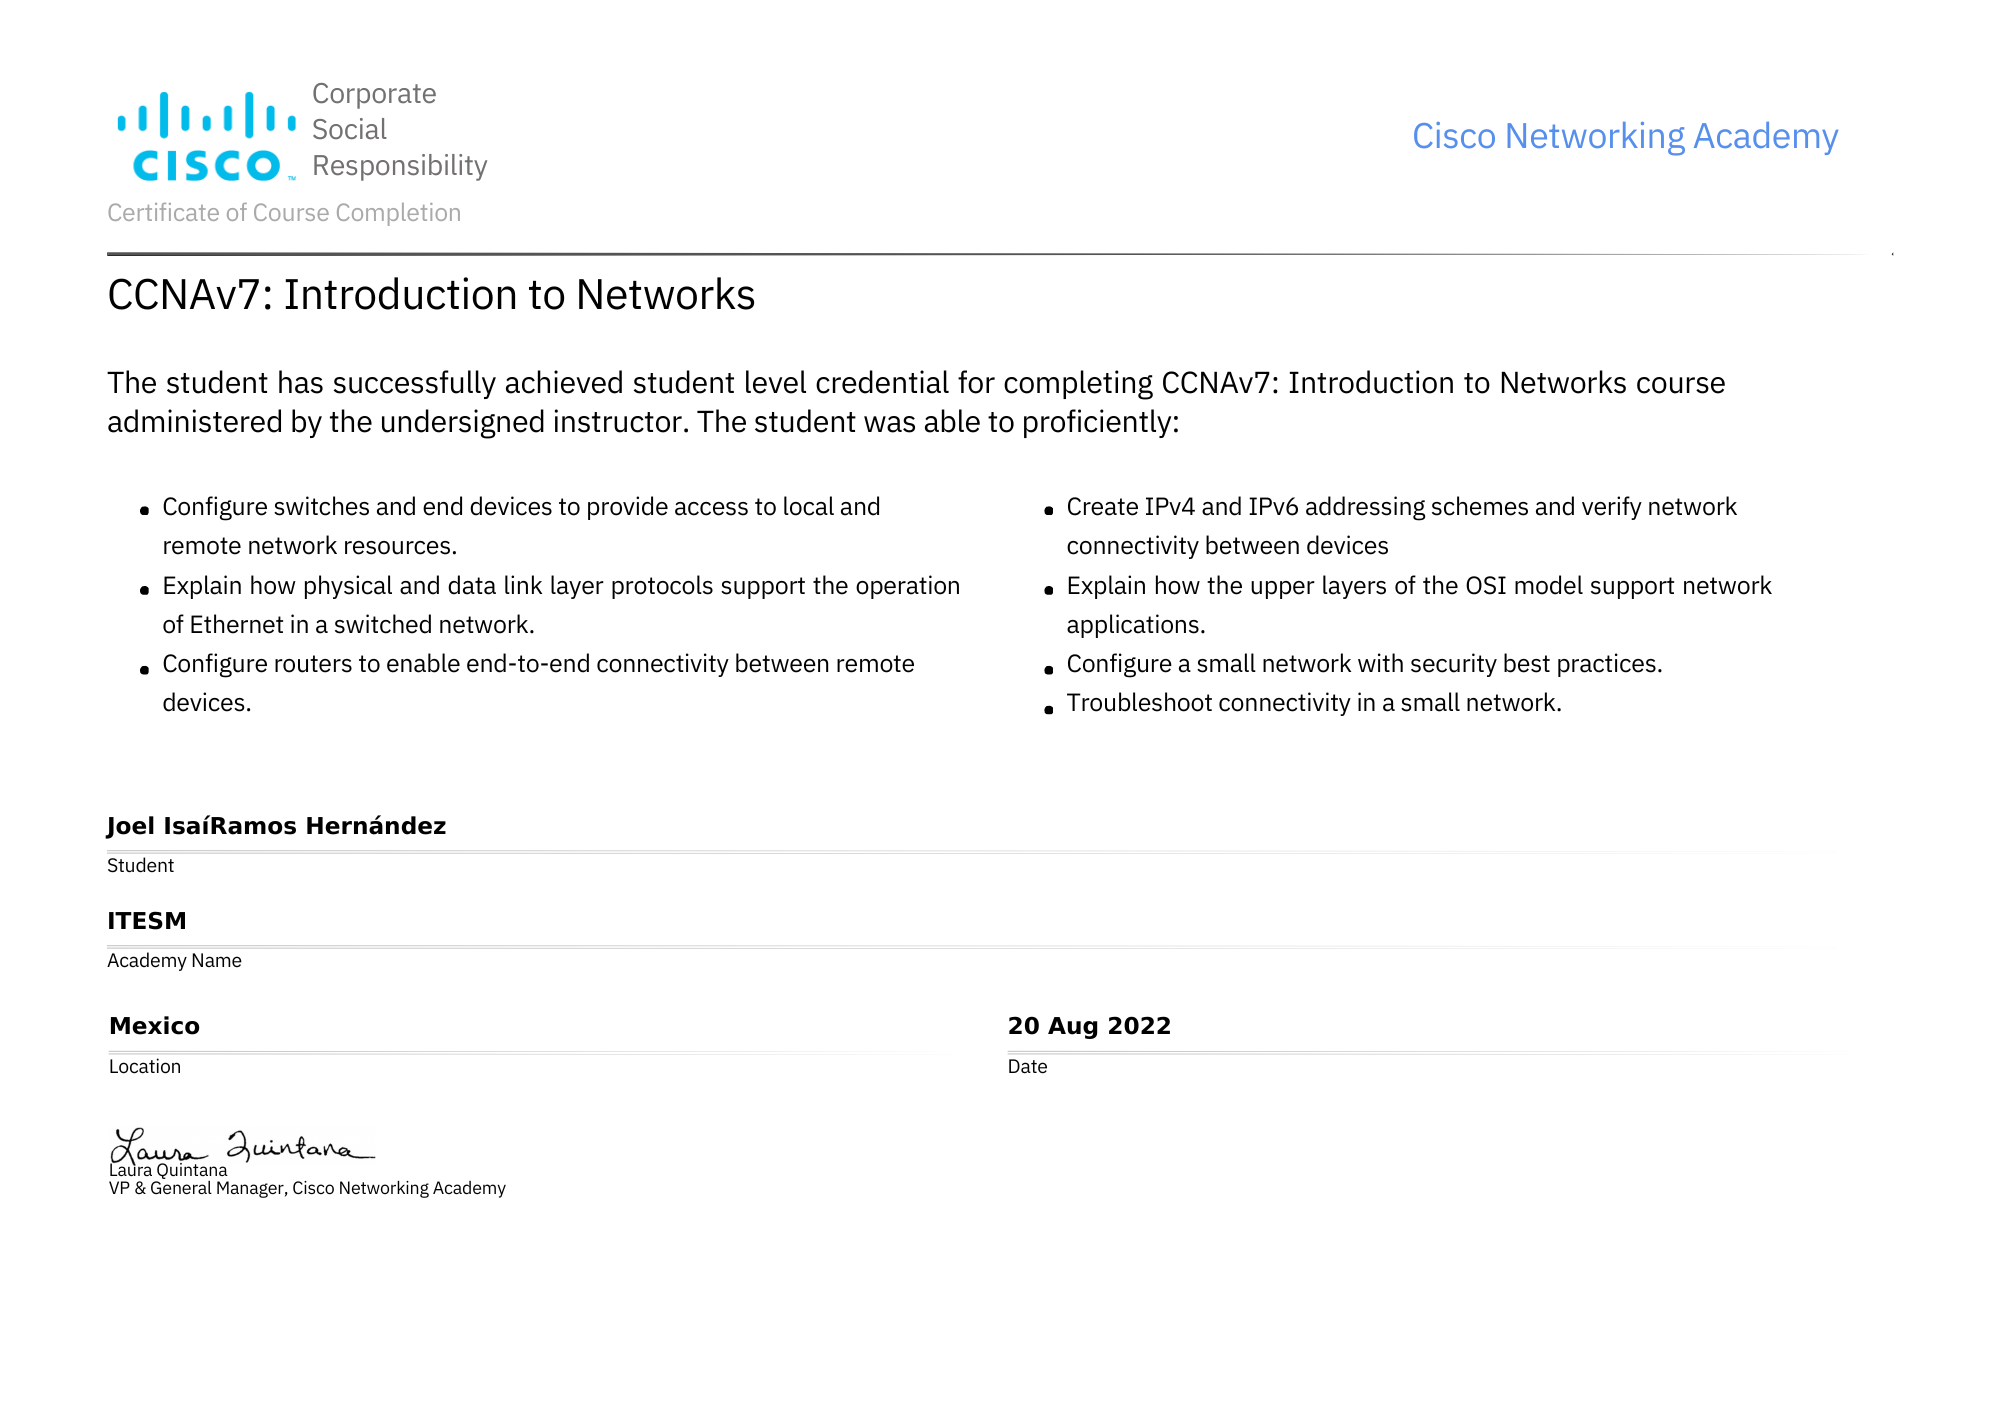 Corporate
Social
Responsibility
CISCO™
Cisco Networking Academy
Certificate of Course Completion
CCNAv7: Introduction to Networks
The student has successfully achieved student level credential for completing CCNAv7: Introduction to Networks course
administered by the undersigned instructor. The student was able to proficiently:
• Configure switches and end devices to provide access to local and
remote network resources.
• Explain how physical and data link layer protocols support the operation
of Ethernet in a switched network.
• Configure routers to enable end-to-end connectivity between remote
devices.
• Create IPv4 and IPv6 addressing schemes and verify network
connectivity between devices
• Explain how the upper layers of the OSI model support network
applications.
• Configure a small network with security best practices.
• Troubleshoot connectivity in a small network.
Joel IsaíRamos Hernández
Student
ITESM
Academy Name
Mexico
Location
20 Aug 2022
Date
Laura Quintana
Laura Quintana
VP & General Manager, Cisco Networking Academy